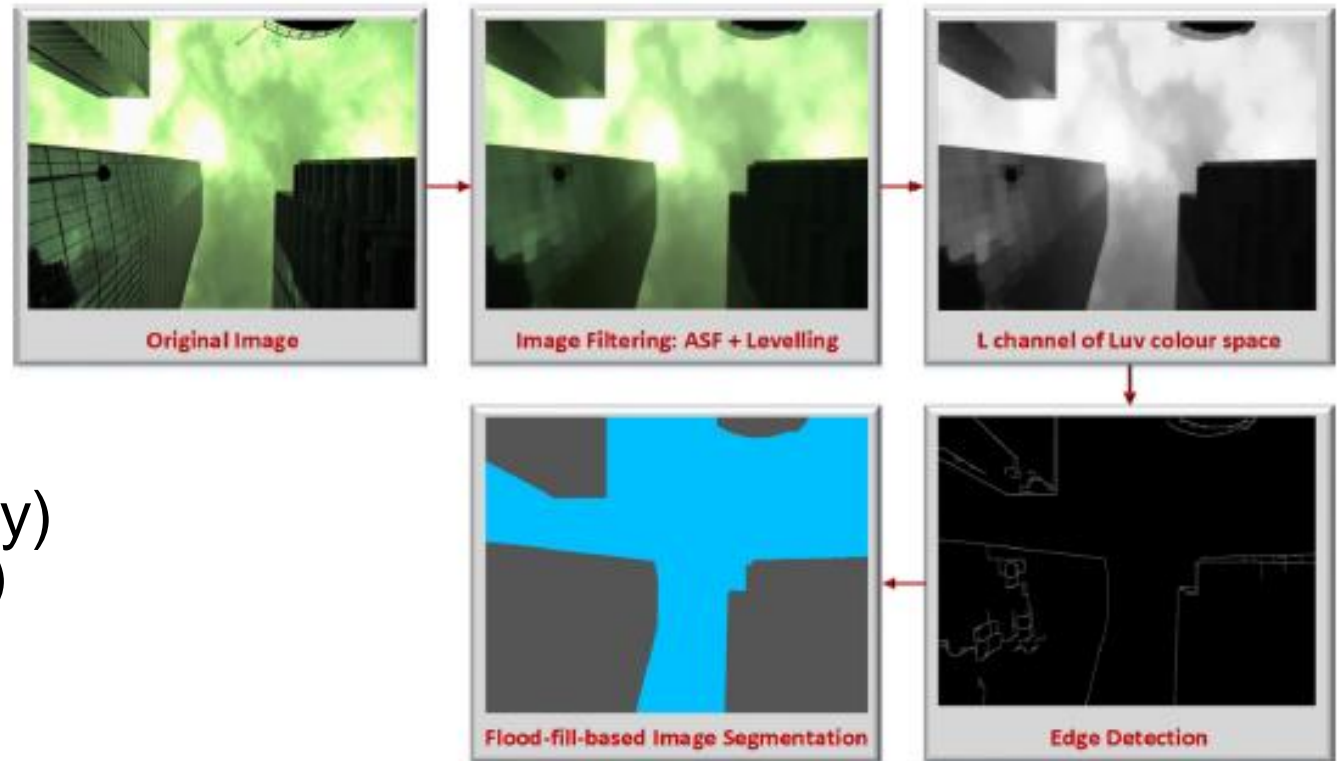 Original Image
Image Filtering: ASF + Levelling
L channel of Luv colour space
y)
)
Flood-fill-based Image Segmentation
Edge Detection